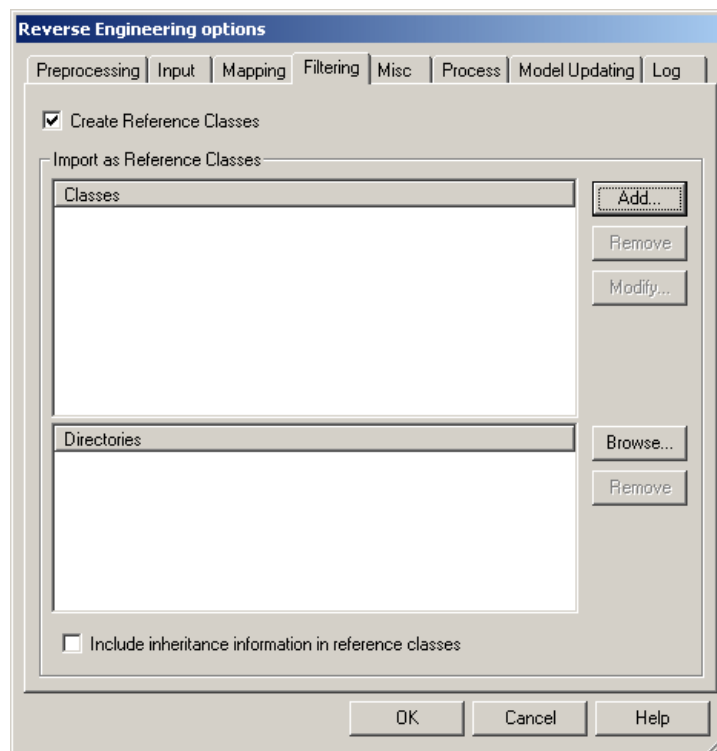 Reverse Engineering options
Preprocessing Input Mapping Filtering Misc Process Model Updating Log
Create Reference Classes
Import as Reference Classes
Classes
Add...
Remove
Modify...
Directories
Browse...
Remove
Include inheritance information in reference classes
OK Cancel Help